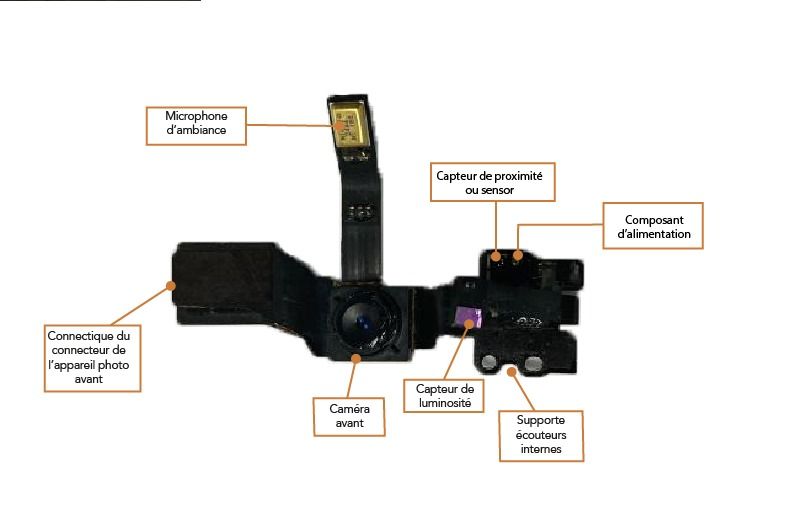 Microphone
d'ambiance
Capteur de proximité
ou sensor
Composant
d'alimentation
Connectique du
connecteur de
l'appareil photo
avant
Caméra
avant
Capteur de
luminosité
Supporte
écouteurs
internes